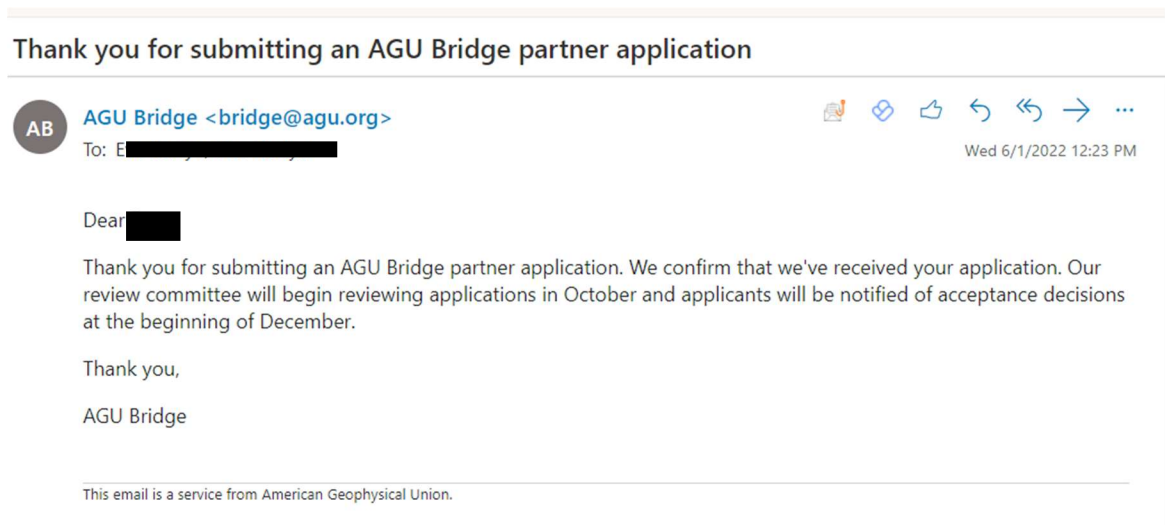 Thank you for submitting an AGU Bridge partner application
AB
AGU Bridge <bridge@agu.org>
To: E
Wed 6/1/2022 12:23 PM
Dear
Thank you for submitting an AGU Bridge partner application. We confirm that we've received your application. Our
review committee will begin reviewing applications in October and applicants will be notified of acceptance decisions
at the beginning of December.
Thank you,
AGU Bridge
This email is a service from American Geophysical Union.